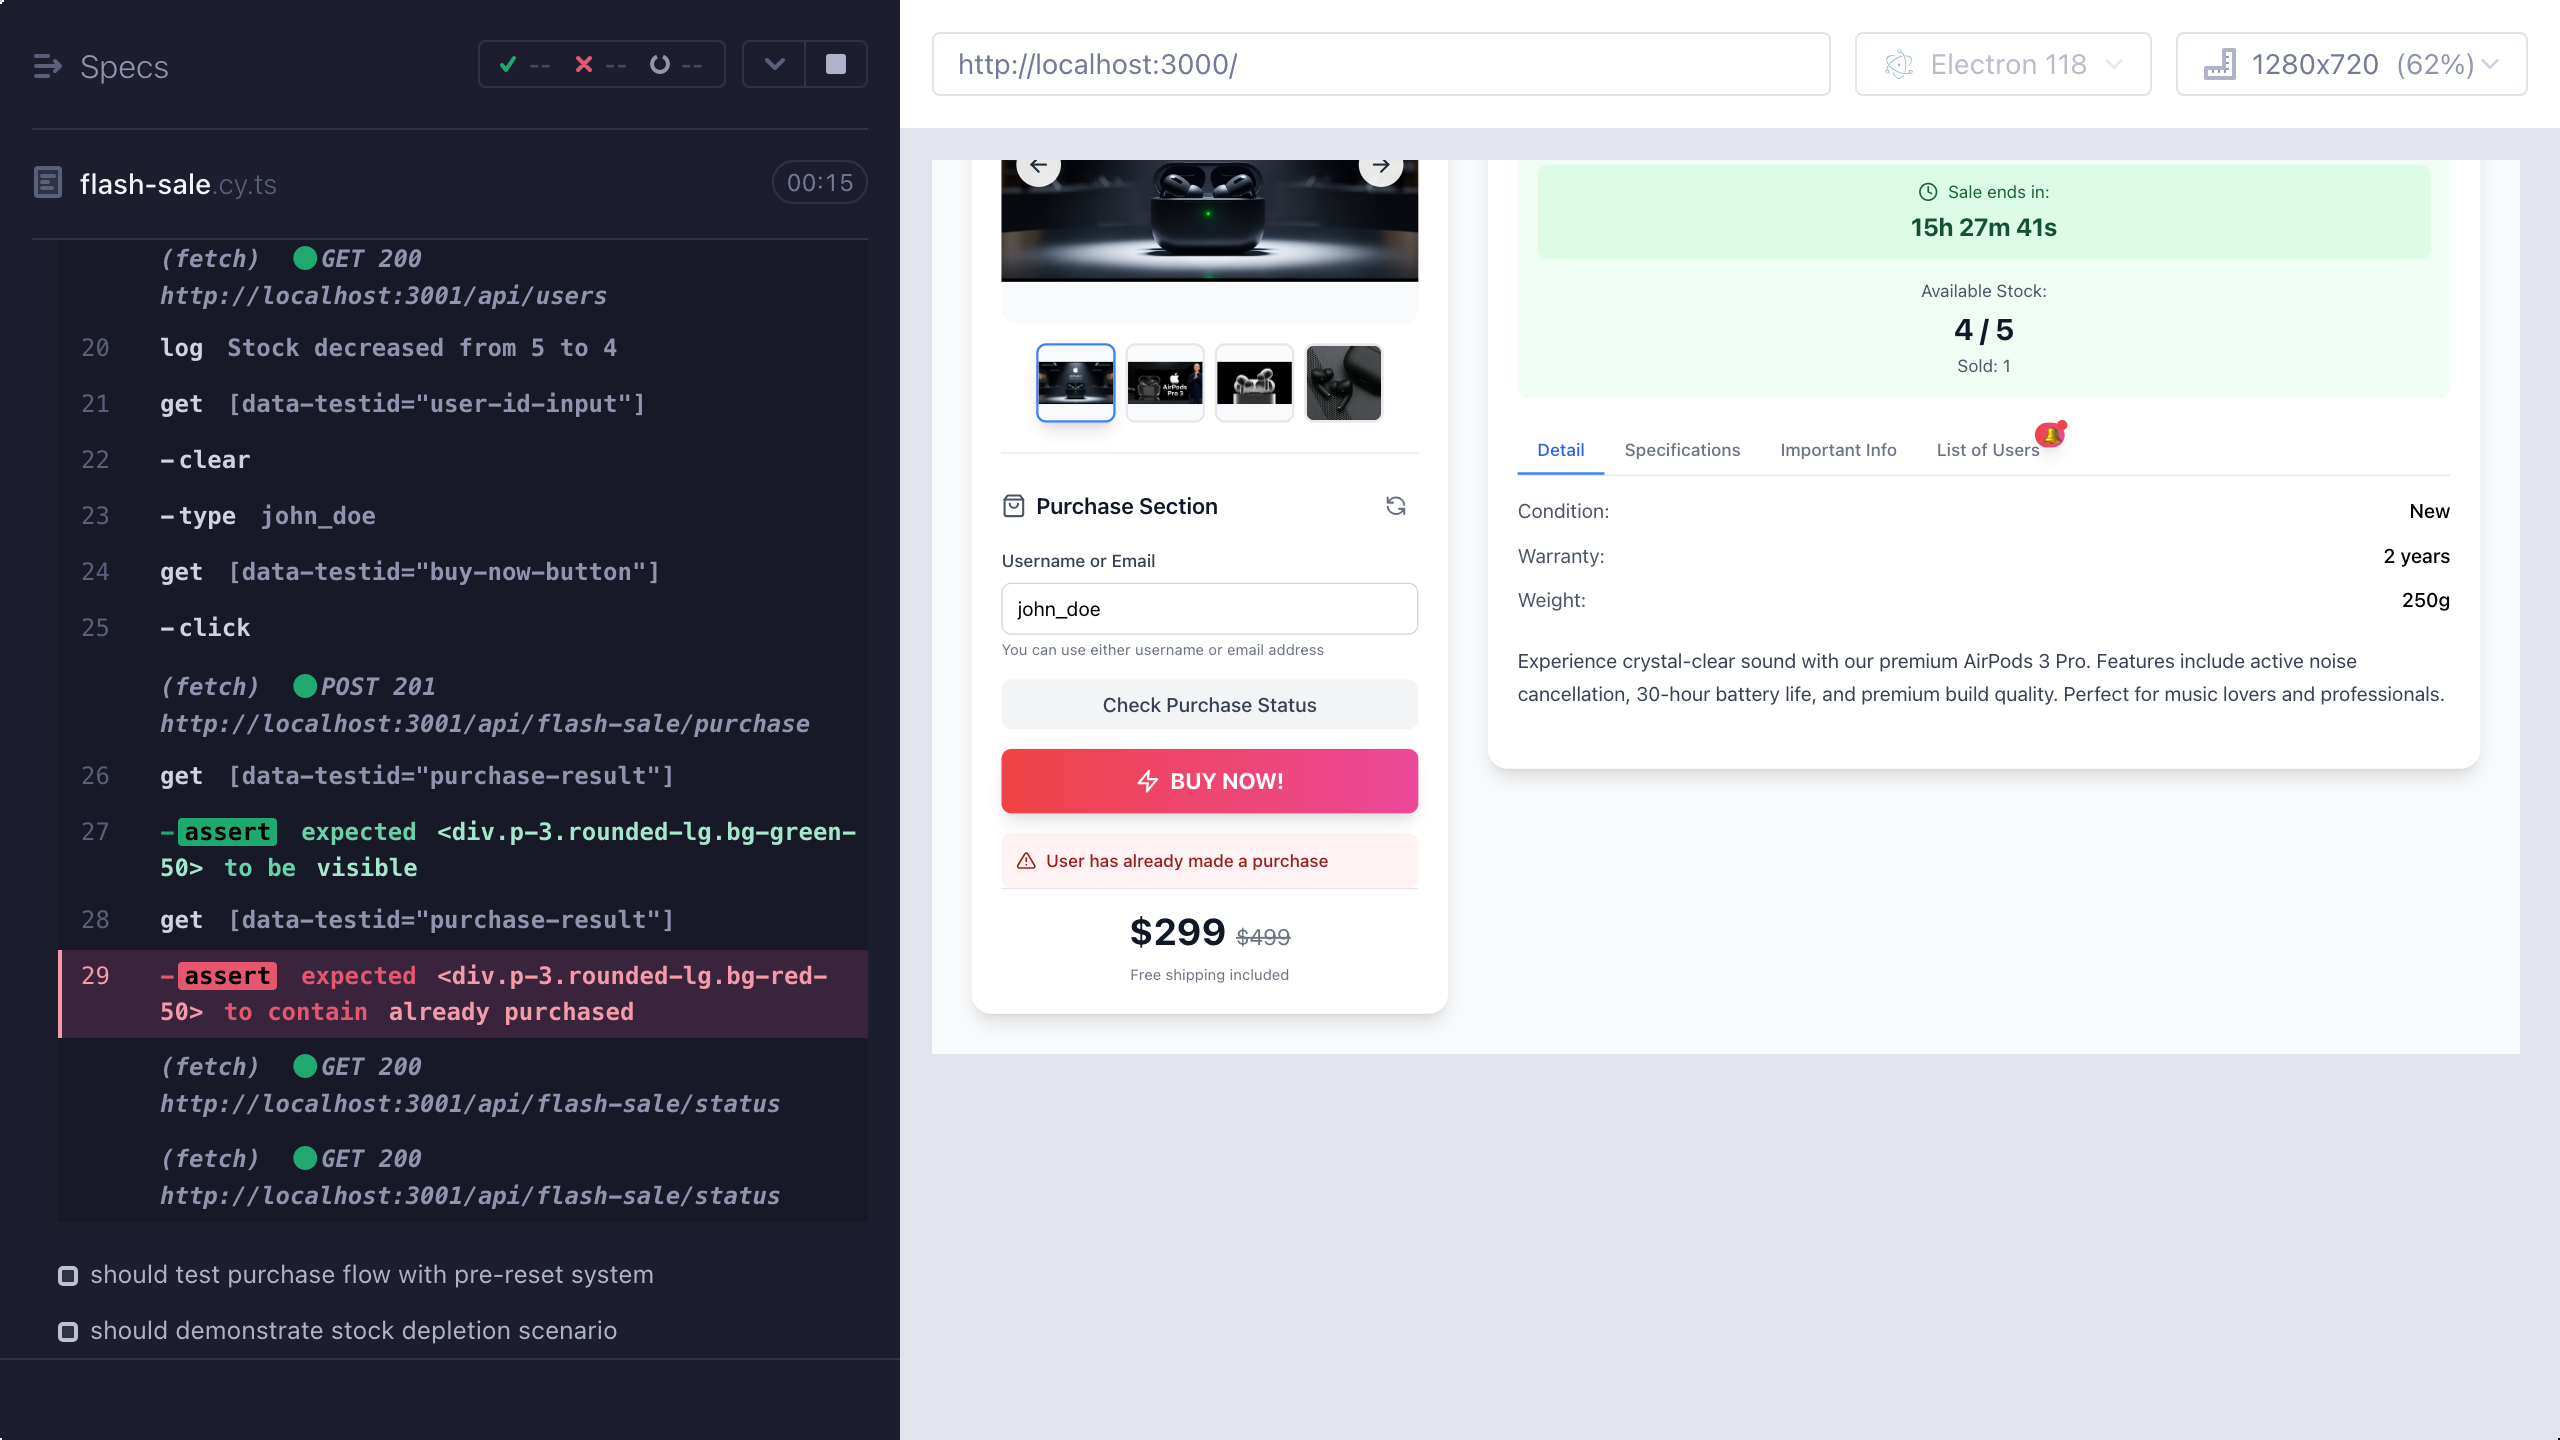 Specs
--
--
--
flash-sale.cy.ts
00:15
(fetch) GET 200
http://localhost:3001/api/users
20 log Stock decreased from 5 to 4
21 get [data-testid="user-id-input"]
22 -clear
23 -type john_doe
24 get [data-testid="buy-now-button"]
25 -click
(fetch) POST 201
http://localhost:3001/api/flash-sale/purchase
26 get [data-testid="purchase-result"]
27 -assert expected <div.p-3.rounded-lg.bg-green-
50> to be visible
28 get [data-testid="purchase-result"]
29 -assert expected <div.p-3.rounded-lg.bg-red-
50> to contain already purchased
(fetch) GET 200
http://localhost:3001/api/flash-sale/status
(fetch) GET 200
http://localhost:3001/api/flash-sale/status
should test purchase flow with pre-reset system
should demonstrate stock depletion scenario
http://localhost:3000/
Electron 118
1280x720 (62%)
AirPods
Pro 3
Purchase Section
Username or Email
john_doe
You can use either username or email address
Check Purchase Status
BUY NOW!
User has already made a purchase
$299 $499
Free shipping included
Sale ends in:
15h 27m 41s
Available Stock:
4 / 5
Sold: 1
Detail Specifications Important Info List of Users
Condition: New
Warranty: 2 years
Weight: 250g
Experience crystal-clear sound with our premium AirPods 3 Pro. Features include active noise
cancellation, 30-hour battery life, and premium build quality. Perfect for music lovers and professionals.